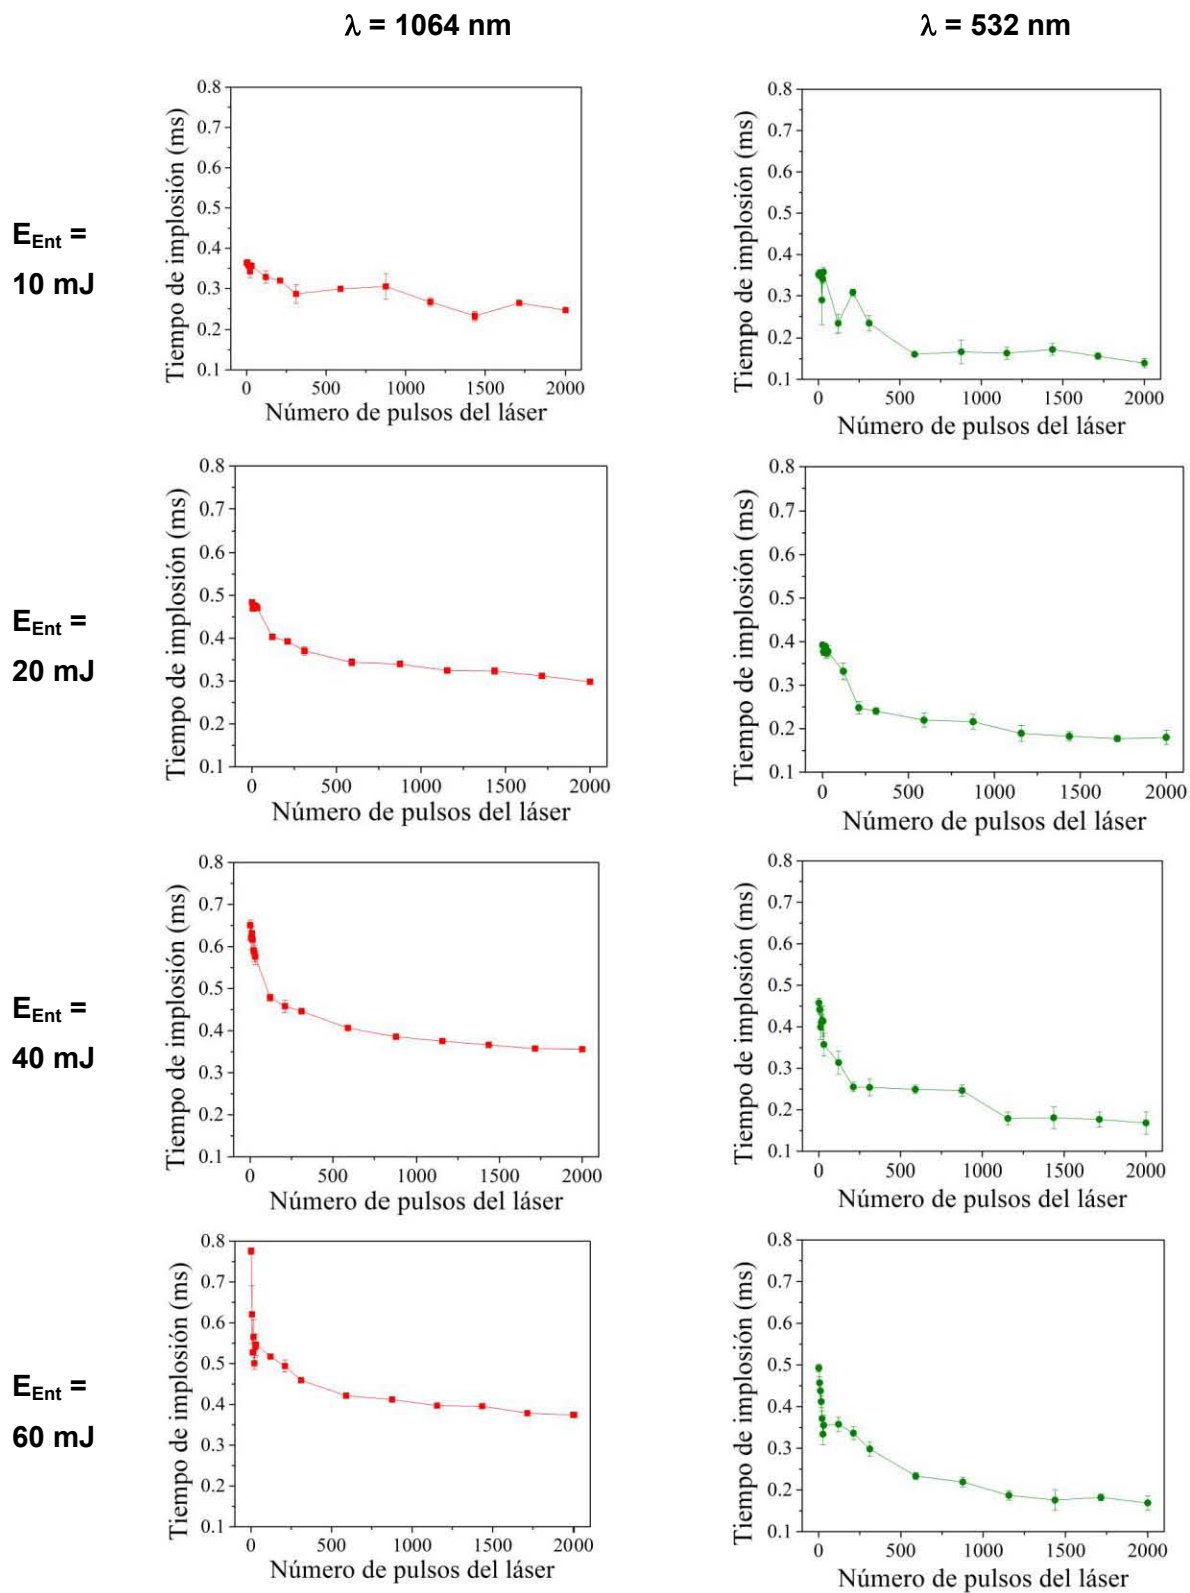 λ = 1064 nm
λ = 532 nm
E_Ent =
10 mJ
Tiempo de implosión (ms)
0.8
0.7
0.6
0.5
0.4
0.3
0.2
0.1
0 500 1000 1500 2000
Número de pulsos del láser
Tiempo de implosión (ms)
0.8
0.7
0.6
0.5
0.4
0.3
0.2
0.1
0 500 1000 1500 2000
Número de pulsos del láser
E_Ent =
20 mJ
Tiempo de implosión (ms)
0.8
0.7
0.6
0.5
0.4
0.3
0.2
0.1
0 500 1000 1500 2000
Número de pulsos del láser
Tiempo de implosión (ms)
0.8
0.7
0.6
0.5
0.4
0.3
0.2
0.1
0 500 1000 1500 2000
Número de pulsos del láser
E_Ent =
40 mJ
Tiempo de implosión (ms)
0.8
0.7
0.6
0.5
0.4
0.3
0.2
0.1
0 500 1000 1500 2000
Número de pulsos del láser
Tiempo de implosión (ms)
0.8
0.7
0.6
0.5
0.4
0.3
0.2
0.1
0 500 1000 1500 2000
Número de pulsos del láser
E_Ent =
60 mJ
Tiempo de implosión (ms)
0.8
0.7
0.6
0.5
0.4
0.3
0.2
0.1
0 500 1000 1500 2000
Número de pulsos del láser
Tiempo de implosión (ms)
0.8
0.7
0.6
0.5
0.4
0.3
0.2
0.1
0 500 1000 1500 2000
Número de pulsos del láser